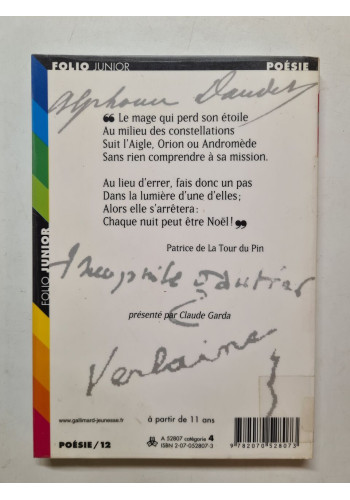 FOLIO JUNIOR
POÉSIE
Alphonse Daudet
❝ Le mage qui perd son étoile
Au milieu des constellations
Suit l'Aigle, Orion ou Andromède
Sans rien comprendre à sa mission.
Au lieu d'errer, fais donc un pas
Dans la lumière d'une d'elles ;
Alors elle s'arrêtera :
Chaque nuit peut être Noël ! ❞
Patrice de La Tour du Pin
FOLIO JUNIOR
Theophile Gautier
présenté par Claude Garda
Verlaine
www.gallimard-jeunesse.fr
à partir de 11 ans
A 52807 catégorie 4
ISBN 2-07-052807-3
9 782070 528073
POÉSIE/12